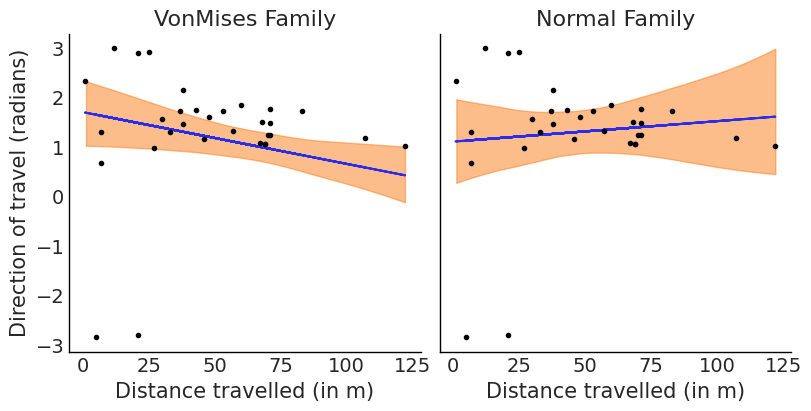 VonMises Family
Normal Family
Direction of travel (radians)
3
2
1
0
−1
−2
−3
0 25 50 75 100 125
0 25 50 75 100 125
Distance travelled (in m)
Distance travelled (in m)